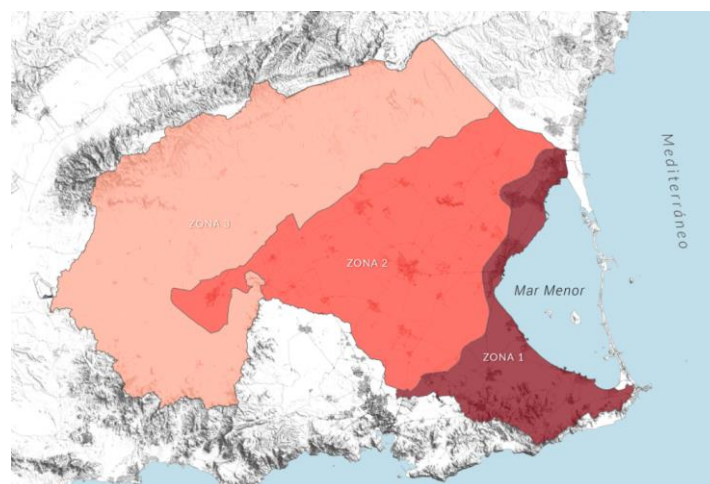 Mediterráneo
ZONA 3
ZONA 2
Mar Menor
ZONA 1